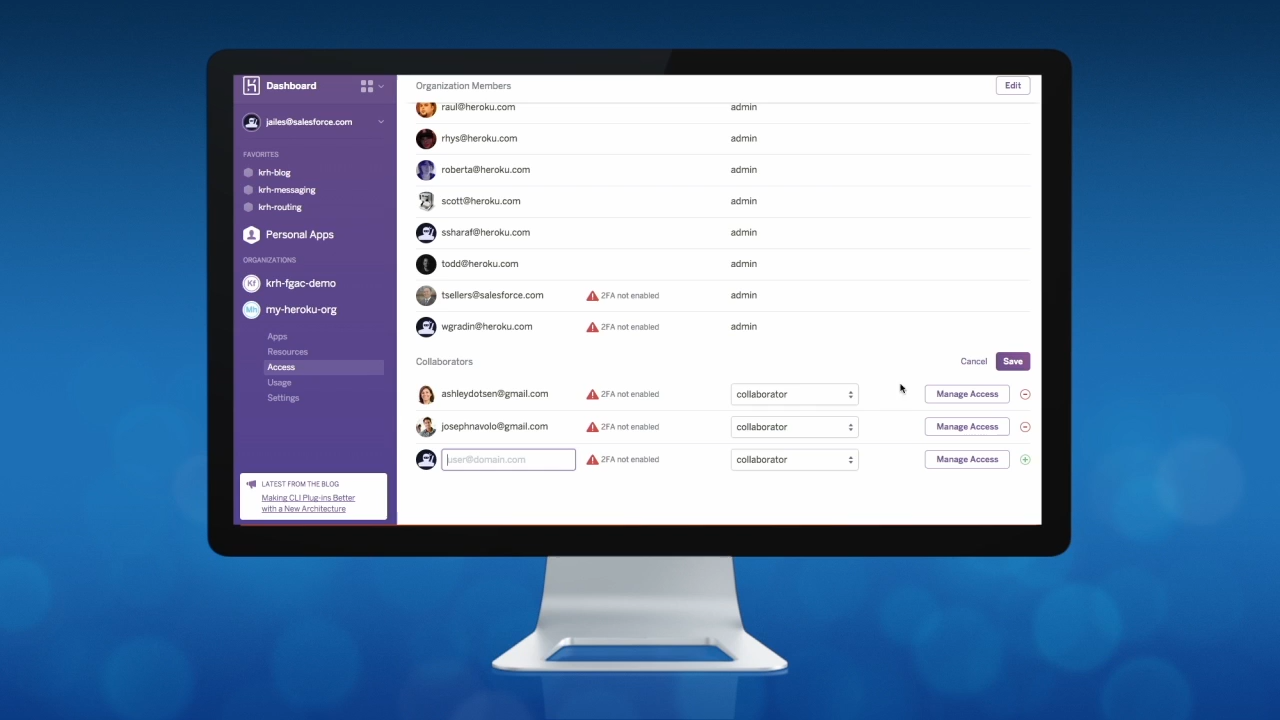 Dashboard
jailes@salesforce.com
FAVORITES
krh-blog
krh-messaging
krh-routing
Personal Apps
ORGANIZATIONS
Kf krh-fgac-demo
Mh my-heroku-org
Apps
Resources
Access
Usage
Settings
LATEST FROM THE BLOG
Making CLI Plug-ins Better
with a New Architecture
Organization Members Edit
raul@heroku.com admin
rhys@heroku.com admin
roberta@heroku.com admin
scott@heroku.com admin
ssharaf@heroku.com admin
todd@heroku.com admin
tsellers@salesforce.com 2FA not enabled admin
wgradin@heroku.com 2FA not enabled admin
Collaborators Cancel Save
ashleydotsen@gmail.com 2FA not enabled collaborator Manage Access
josephnavolo@gmail.com 2FA not enabled collaborator Manage Access
user@domain.com 2FA not enabled collaborator Manage Access